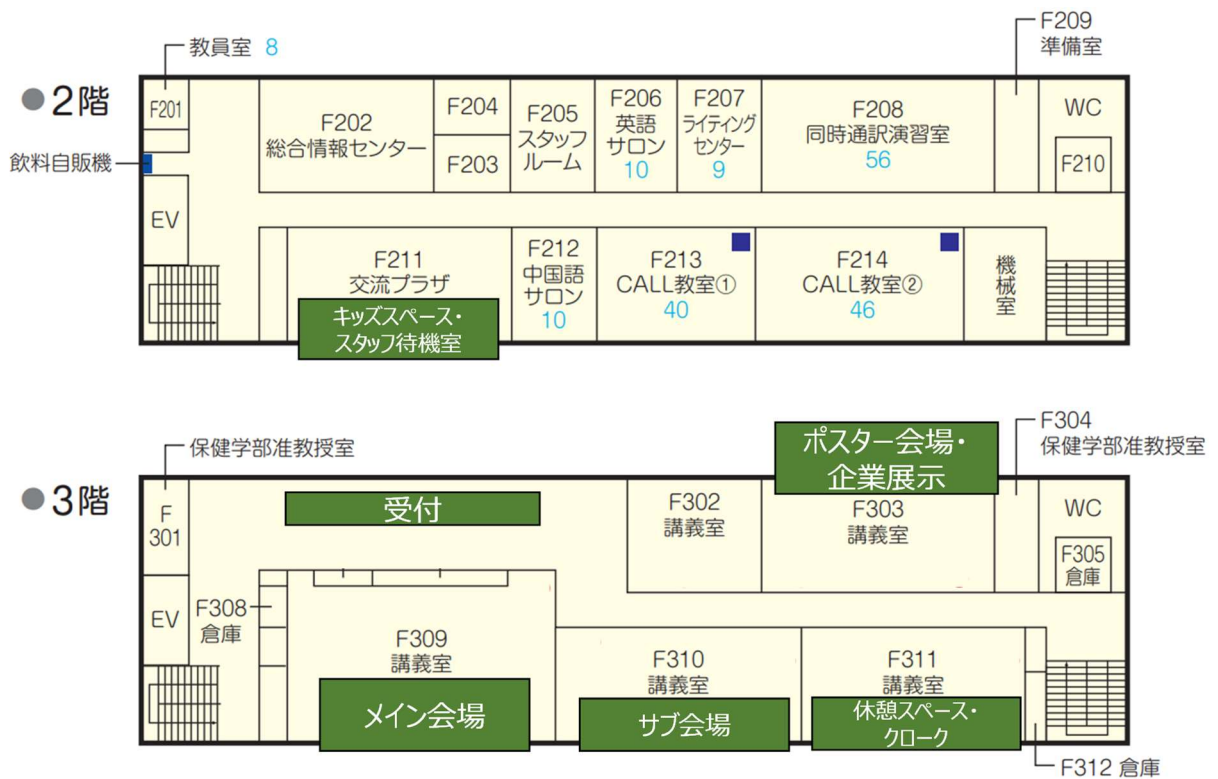 教員室 8
F209
準備室
●2階
F201
F202
総合情報センター
F204
F203
F205
スタッフ
ルーム
F206
英語
サロン
10
F207
ライティング
センター
9
F208
同時通訳演習室
56
WC
F210
飲料自販機
EV
F211
交流プラザ
キッズスペース・
スタッフ待機室
F212
中国語
サロン
10
F213
CALL教室①
40
F214
CALL教室②
46
機械室
保健学部准教授室
ポスター会場・
企業展示
F304
保健学部准教授室
●3階
F
301
受付
F302
講義室
F303
講義室
WC
F305
倉庫
EV
F308
倉庫
F309
講義室
メイン会場
F310
講義室
サブ会場
F311
講義室
休憩スペース・
クローク
F312 倉庫